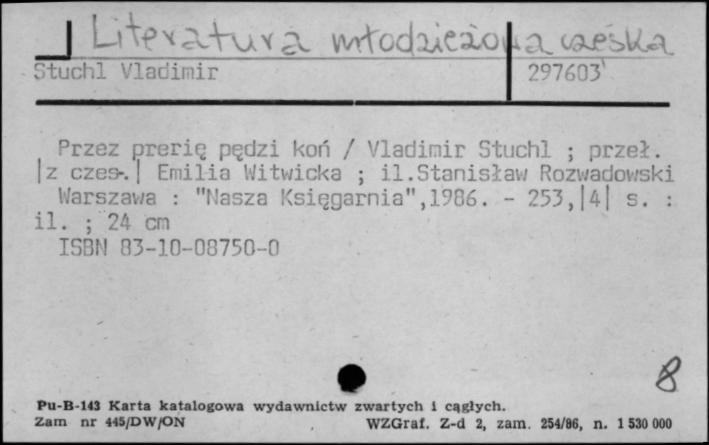 Literatura młodzieżowa czeska
Stuchl Vladimir 297603
Przez prerię pędzi koń / Vladimir Stuchl ; przeł.
|z czes.| Emilia Witwicka ; il.Stanisław Rozwadowski
Warszawa : "Nasza Księgarnia",1986. - 253,|4| s. :
il. ; 24 cm
ISBN 83-10-08750-0
8
Pu-B-143 Karta katalogowa wydawnictw zwartych i cągłych.
Zam nr 445/DW/ON WZGraf. Z-d 2, zam. 254/86, n. 1 530 000